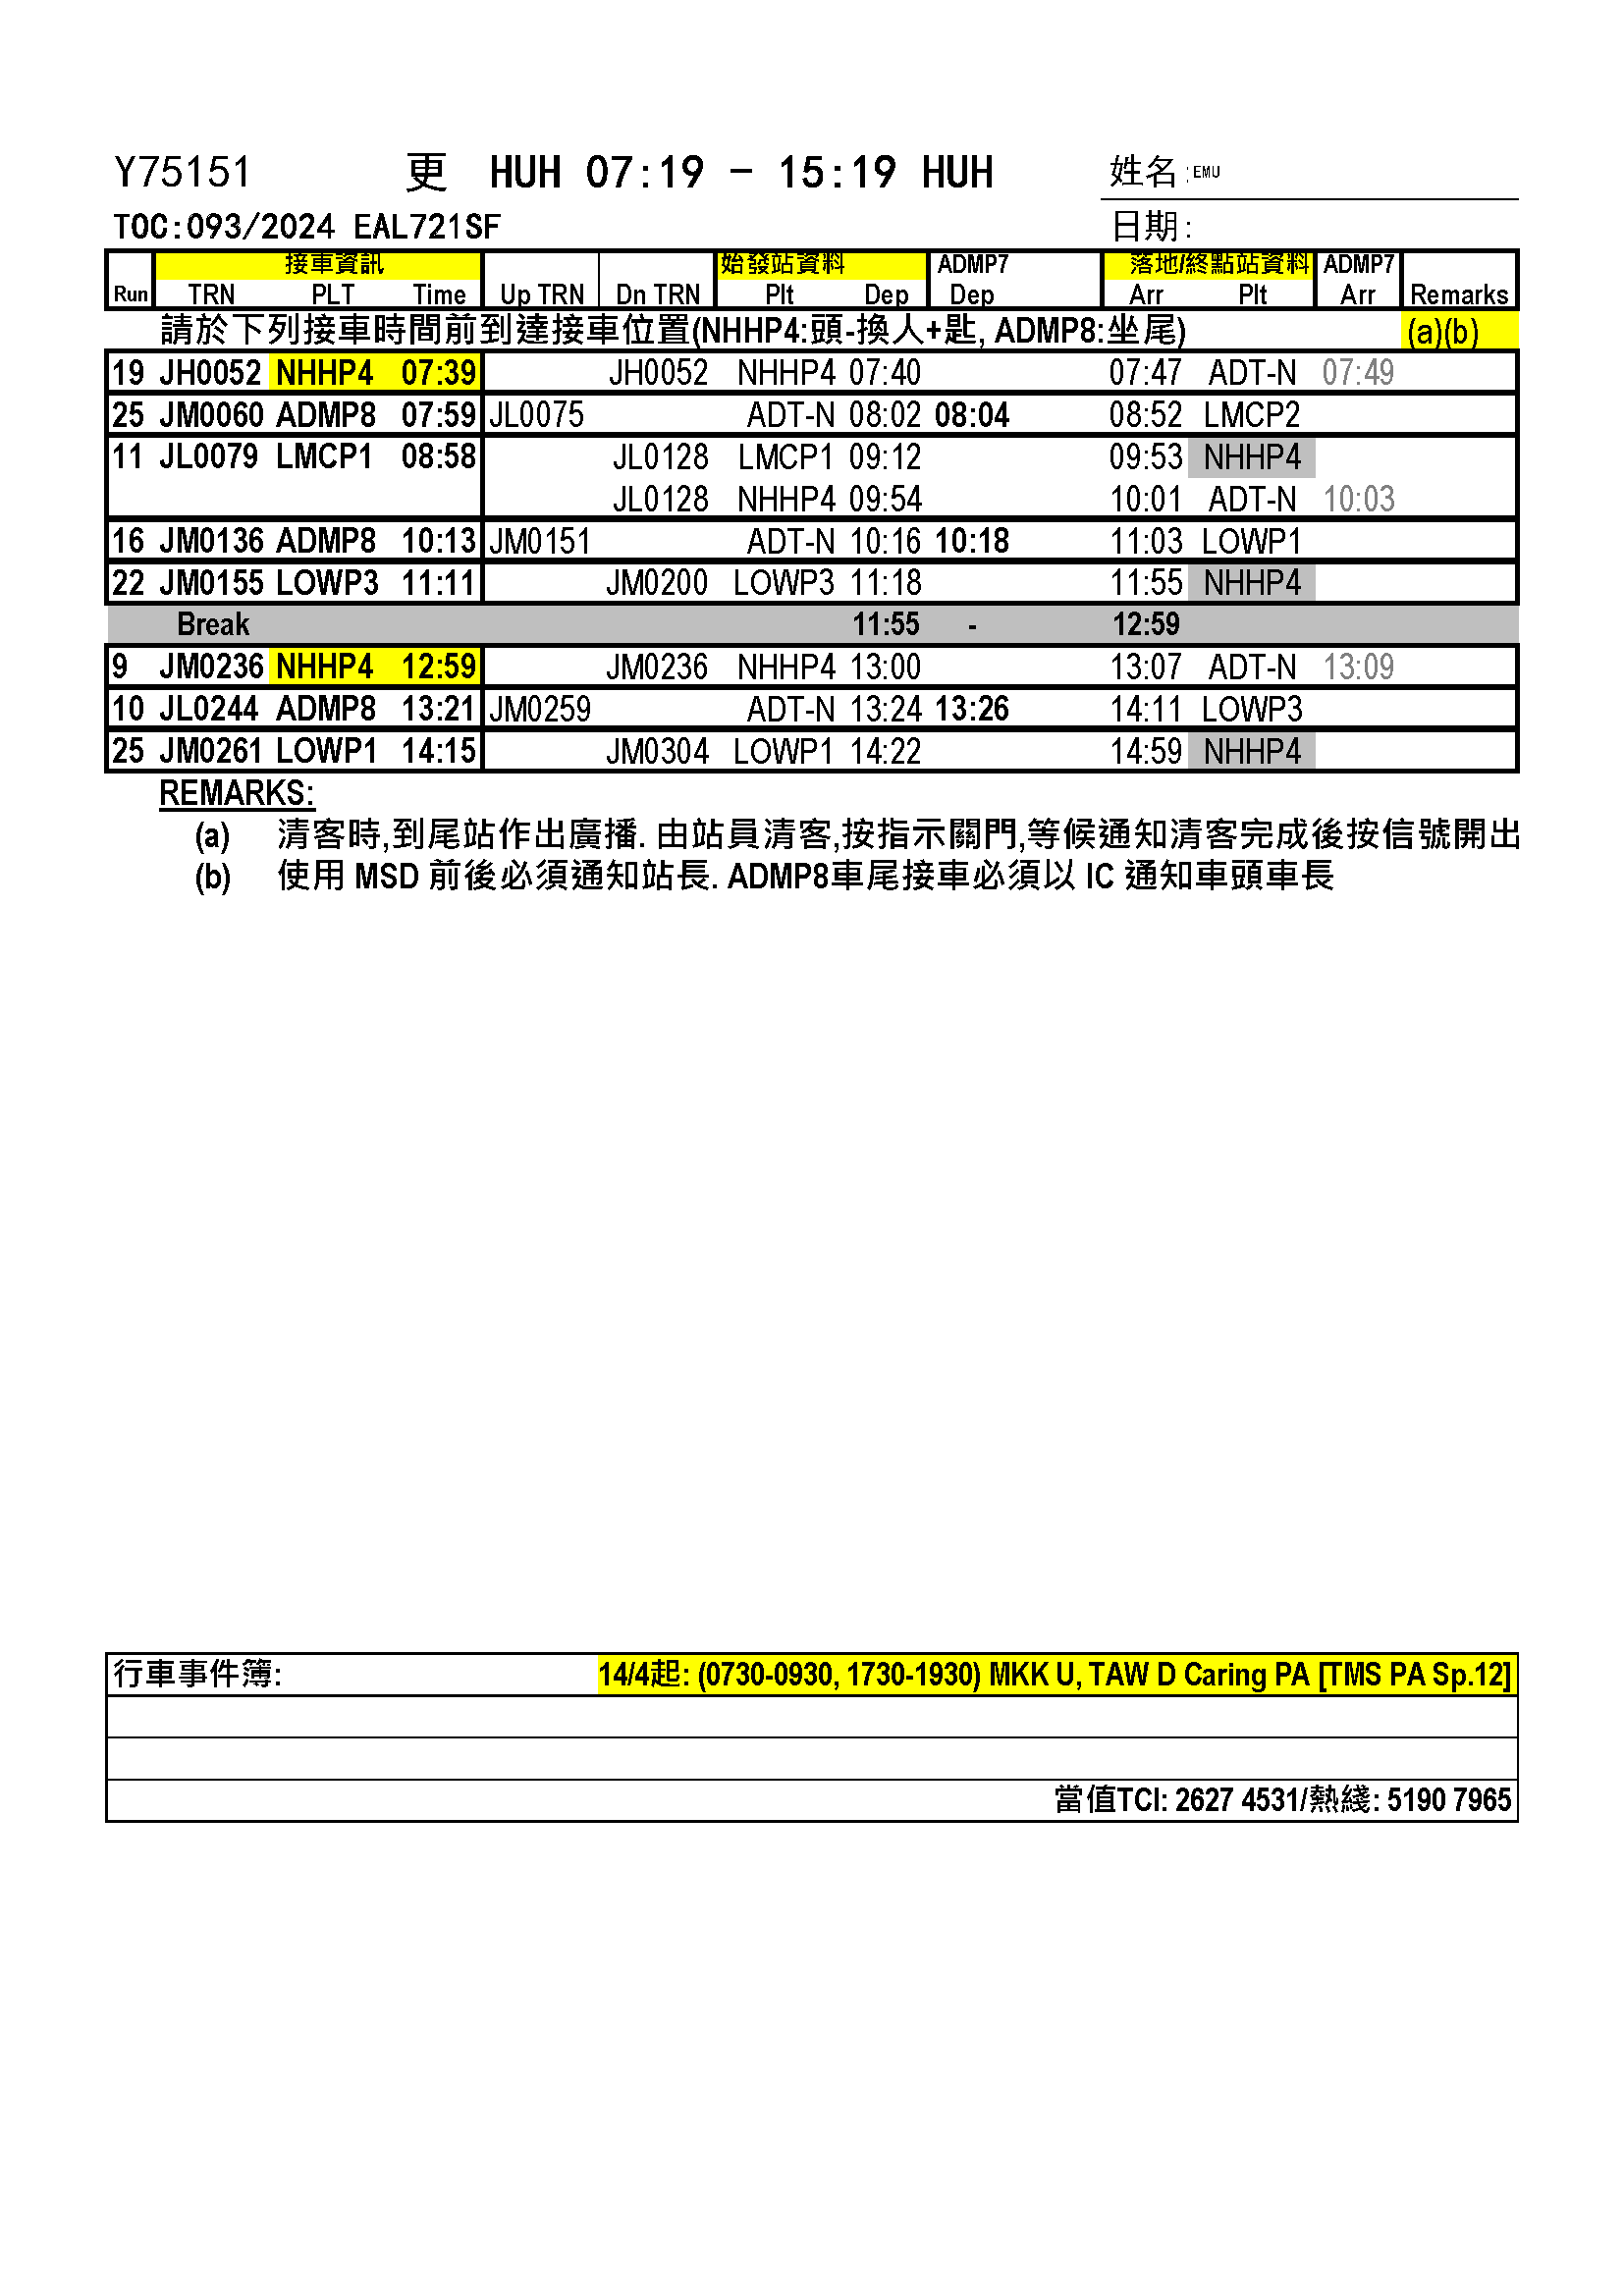 Y75151 更 HUH 07:19 - 15:19 HUH 姓名:EMU
TOC:093/2024 EAL721SF 日期:
接車資訊 始發站資料 ADMP7 落地/終點站資料 ADMP7
Run TRN PLT Time Up TRN Dn TRN Plt Dep Dep Arr Plt Arr Remarks
請於下列接車時間前到達接車位置(NHHP4:頭-換人+匙, ADMP8:坐尾) (a)(b)
19 JH0052 NHHP4 07:39 JH0052 NHHP4 07:40 07:47 ADT-N 07:49
25 JM0060 ADMP8 07:59 JL0075 ADT-N 08:02 08:04 08:52 LMCP2
11 JL0079 LMCP1 08:58 JL0128 LMCP1 09:12 09:53 NHHP4
JL0128 NHHP4 09:54 10:01 ADT-N 10:03
16 JM0136 ADMP8 10:13 JM0151 ADT-N 10:16 10:18 11:03 LOWP1
22 JM0155 LOWP3 11:11 JM0200 LOWP3 11:18 11:55 NHHP4
Break 11:55 - 12:59
9 JM0236 NHHP4 12:59 JM0236 NHHP4 13:00 13:07 ADT-N 13:09
10 JL0244 ADMP8 13:21 JM0259 ADT-N 13:24 13:26 14:11 LOWP3
25 JM0261 LOWP1 14:15 JM0304 LOWP1 14:22 14:59 NHHP4
REMARKS:
(a) 清客時,到尾站作出廣播. 由站員清客,按指示關門,等候通知清客完成後按信號開出
(b) 使用 MSD 前後必須通知站長. ADMP8車尾接車必須以 IC 通知車頭車長
行車事件簿: 14/4起: (0730-0930, 1730-1930) MKK U, TAW D Caring PA [TMS PA Sp.12]
當值TCI: 2627 4531/熱綫: 5190 7965